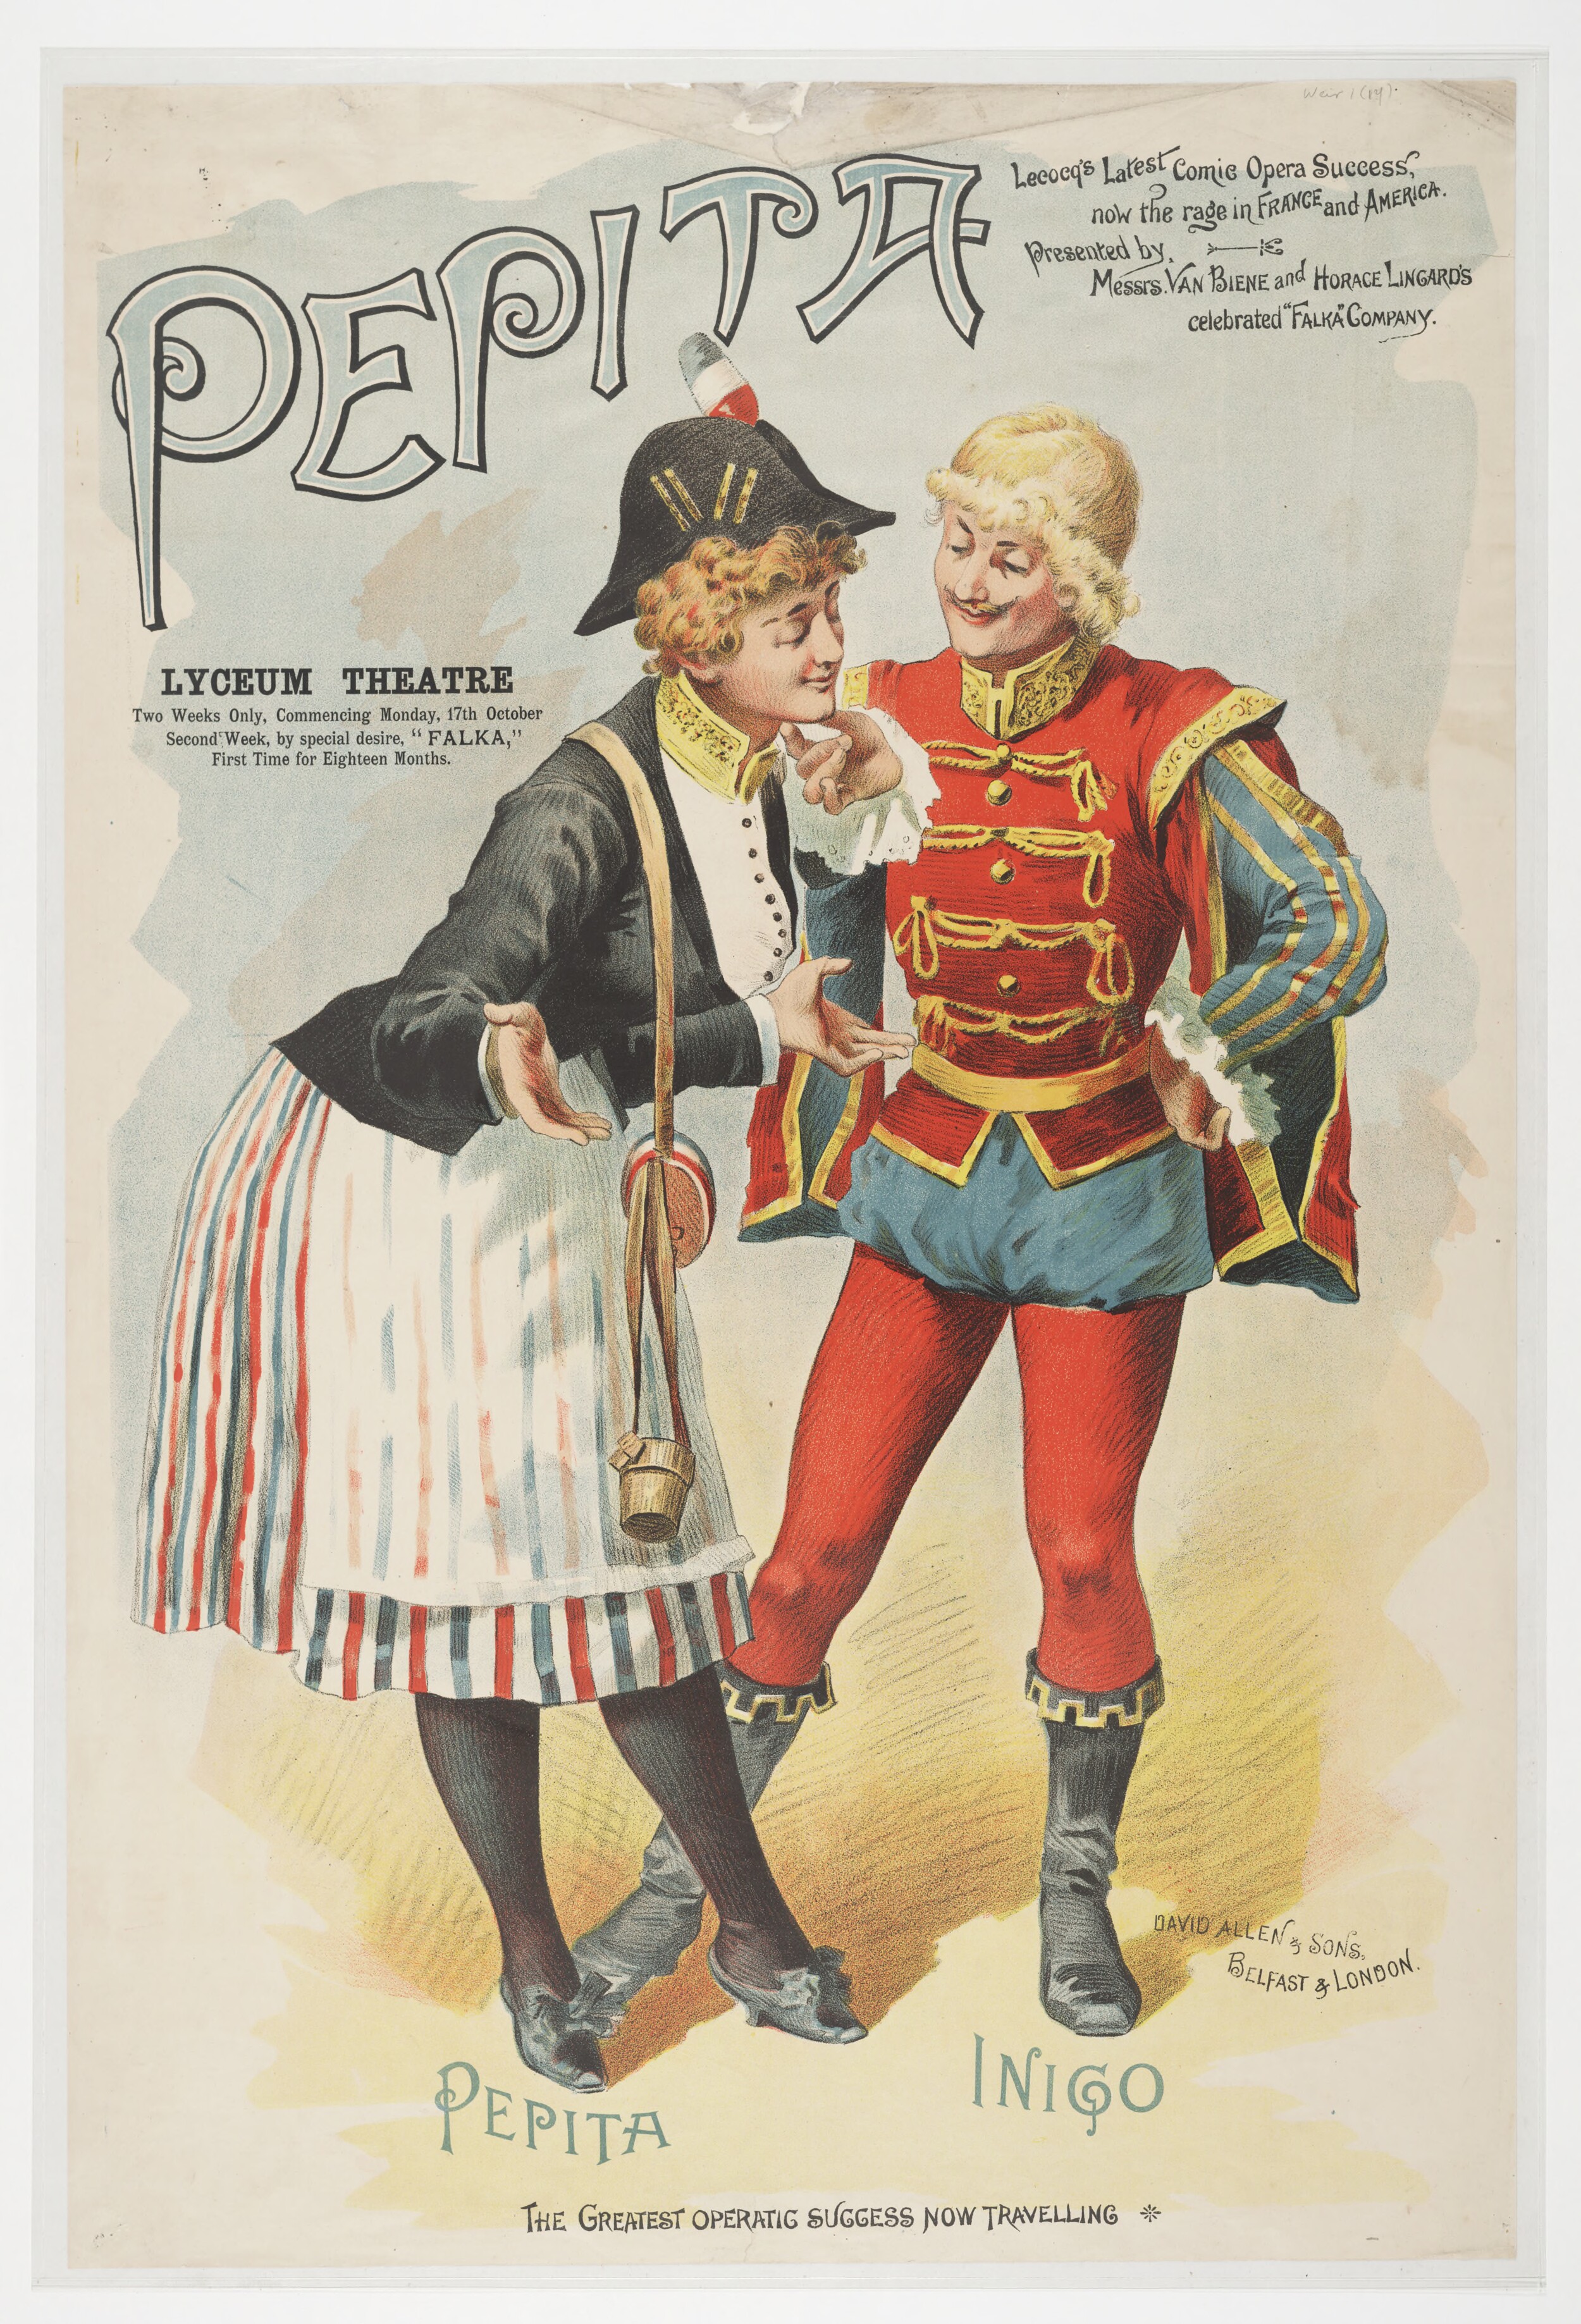 Weir 1(14).
PEPITA
Lecocq's Latest Comic Opera Success,
now the rage in FRANCE and AMERICA.
Presented by,
Messrs. VAN BIENE and HORACE LINGARD'S
celebrated "FALKA" COMPANY.
LYCEUM THEATRE
Two Weeks Only, Commencing Monday, 17th October
Second Week, by special desire, "FALKA,"
First Time for Eighteen Months.
DAVID ALLEN & SONS,
BELFAST & LONDON.
PEPITA
INIGO
THE GREATEST OPERATIC SUCCESS NOW TRAVELLING